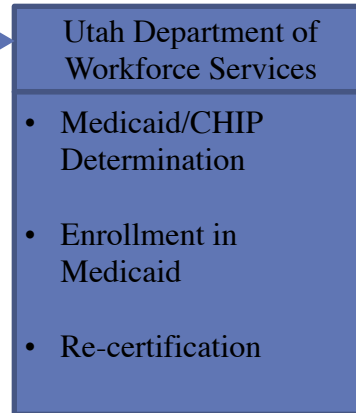 Utah Department of
Workforce Services
• Medicaid/CHIP
Determination
• Enrollment in
Medicaid
• Re-certification